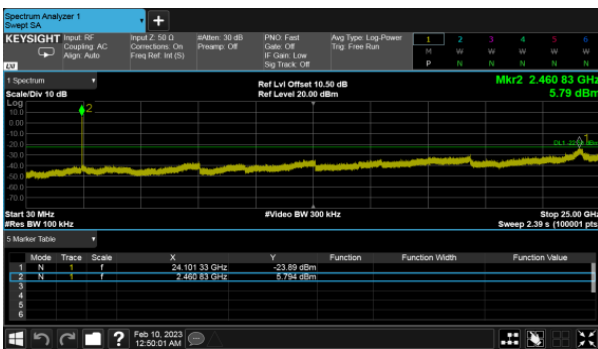 Spectrum Analyzer 1
Swept SA
KEYSIGHT Input: RF Input Z: 50 Ω #Atten: 30 dB PNO: Fast Avg Type: Log-Power 1 2 3 4 5 6
Coupling: AC Corrections: On Preamp: Off Gate: Off Trig: Free Run M W W W W W
Align: Auto Freq Ref: Int (S) IF Gain: Low
Sig Track: Off P N N N N N
LXI
1 Spectrum
Ref Lvl Offset 10.50 dB Mkr2 2.460 83 GHz
Scale/Div 10 dB Ref Level 20.00 dBm 5.79 dBm
Log
10.0
0.00
-10.0
-20.0
-30.0
-40.0
-50.0
-60.0
-70.0
2
1
Start 30 MHz #Video BW 300 kHz Stop 25.00 GHz
#Res BW 100 kHz Sweep 2.39 s (100001 pts
5 Marker Table
Mode Trace Scale X Y Function Function Width Function Value
1 N 1 f 24.101 33 GHz -23.89 dBm
2 N 1 f 2.460 83 GHz 5.794 dBm
3
4
5
6
? Feb 10, 2023
12:50:01 AM